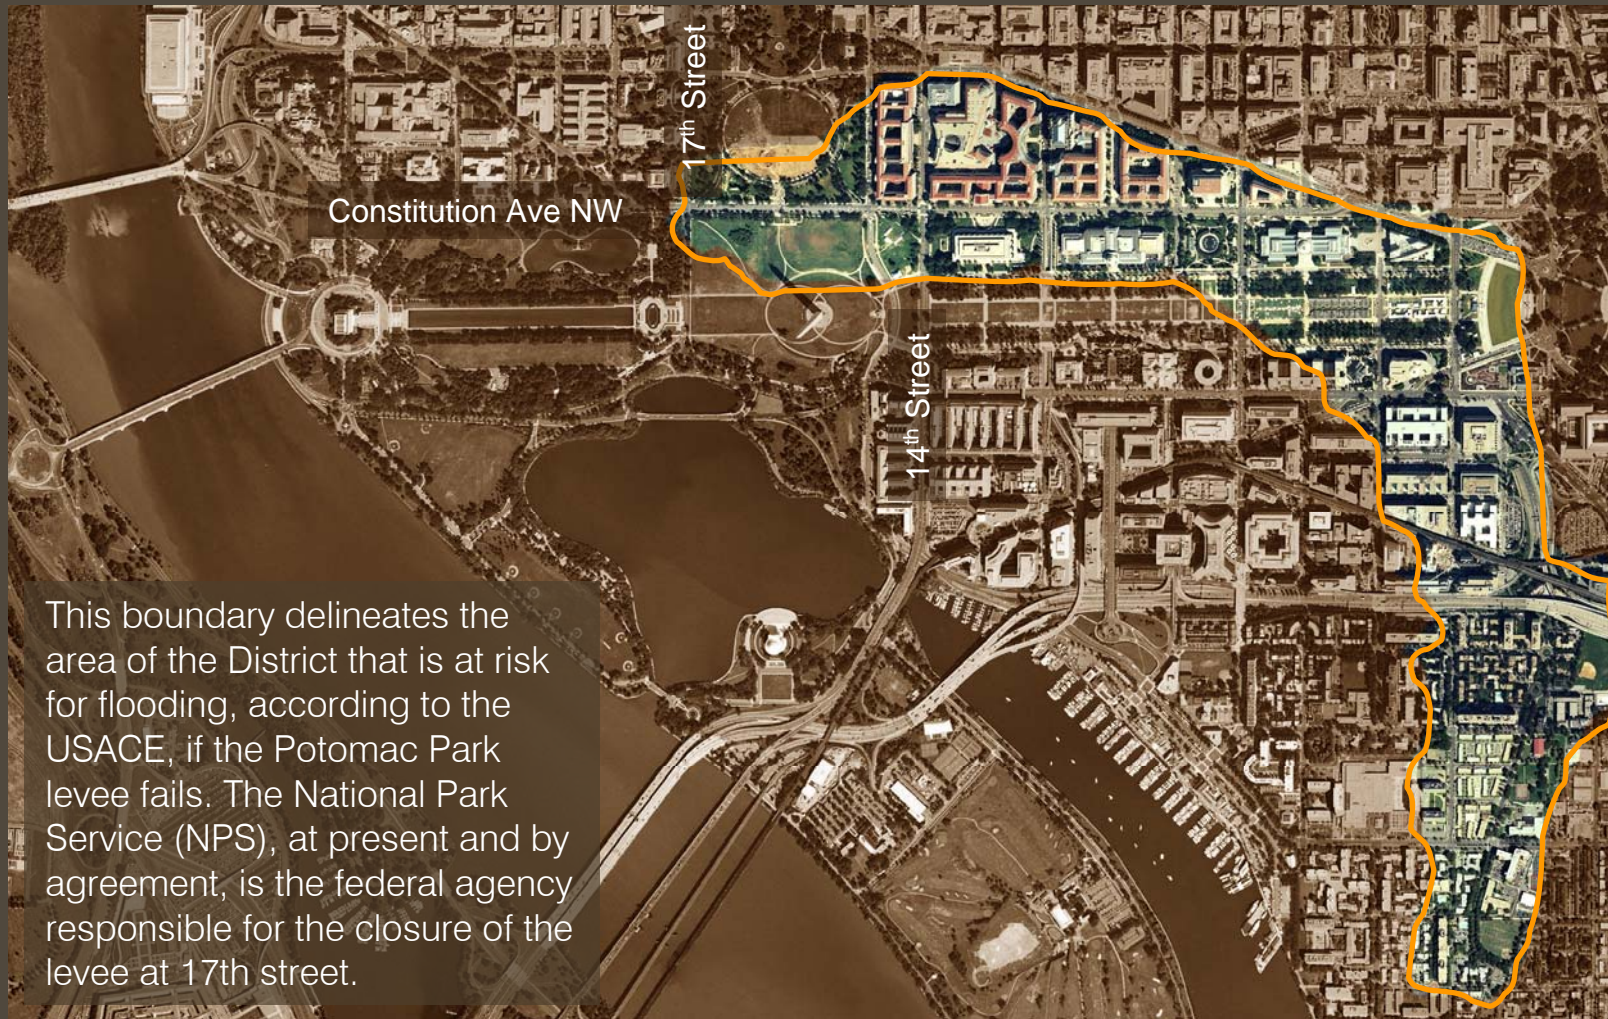 17th Street
Constitution Ave NW
14th Street
This boundary delineates the
area of the District that is at risk
for flooding, according to the
USACE, if the Potomac Park
levee fails. The National Park
Service (NPS), at present and by
agreement, is the federal agency
responsible for the closure of the
levee at 17th street.